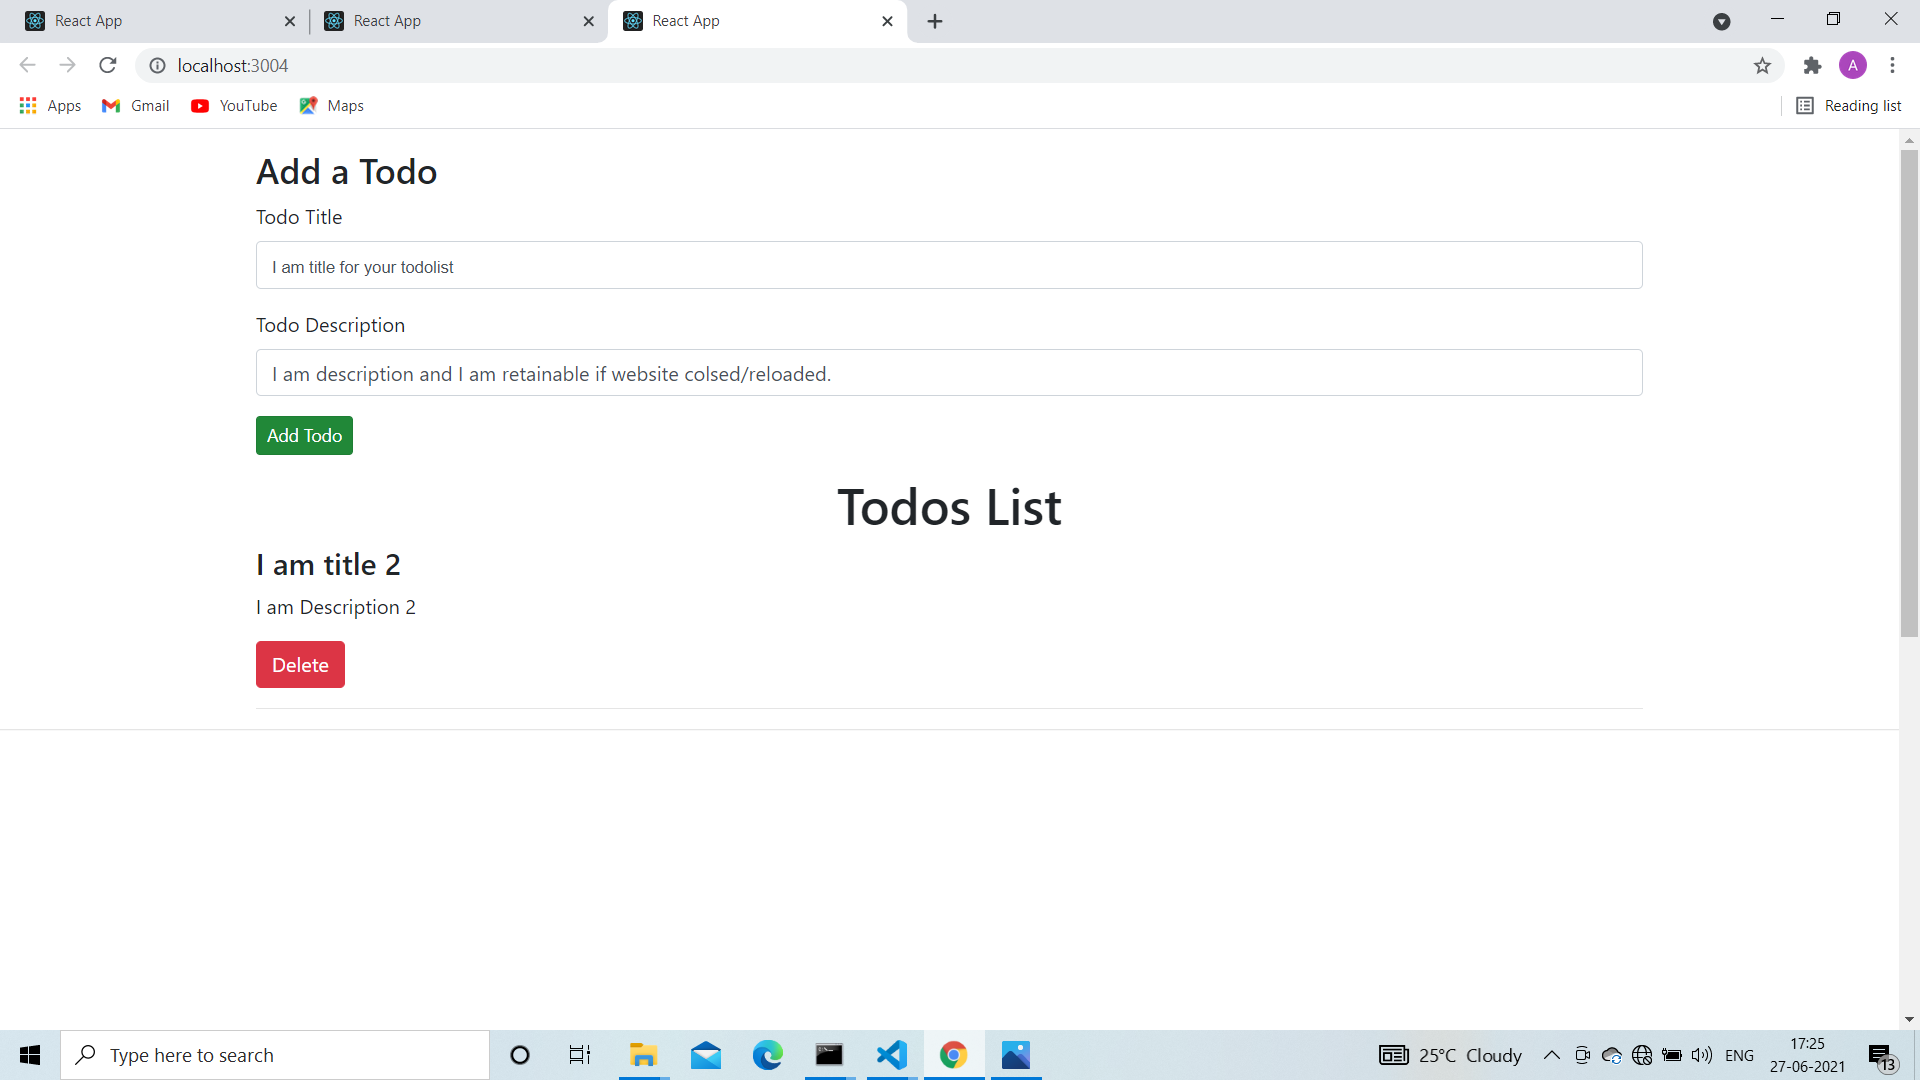 React App
React App
React App
localhost:3004
A
Apps
Gmail
YouTube
Maps
Reading list
Add a Todo
Todo Title
I am title for your todolist
Todo Description
I am description and I am retainable if website colsed/reloaded.
Add Todo
Todos List
I am title 2
I am Description 2
Delete
Type here to search
25°C Cloudy
ENG
17:25
27-06-2021
13